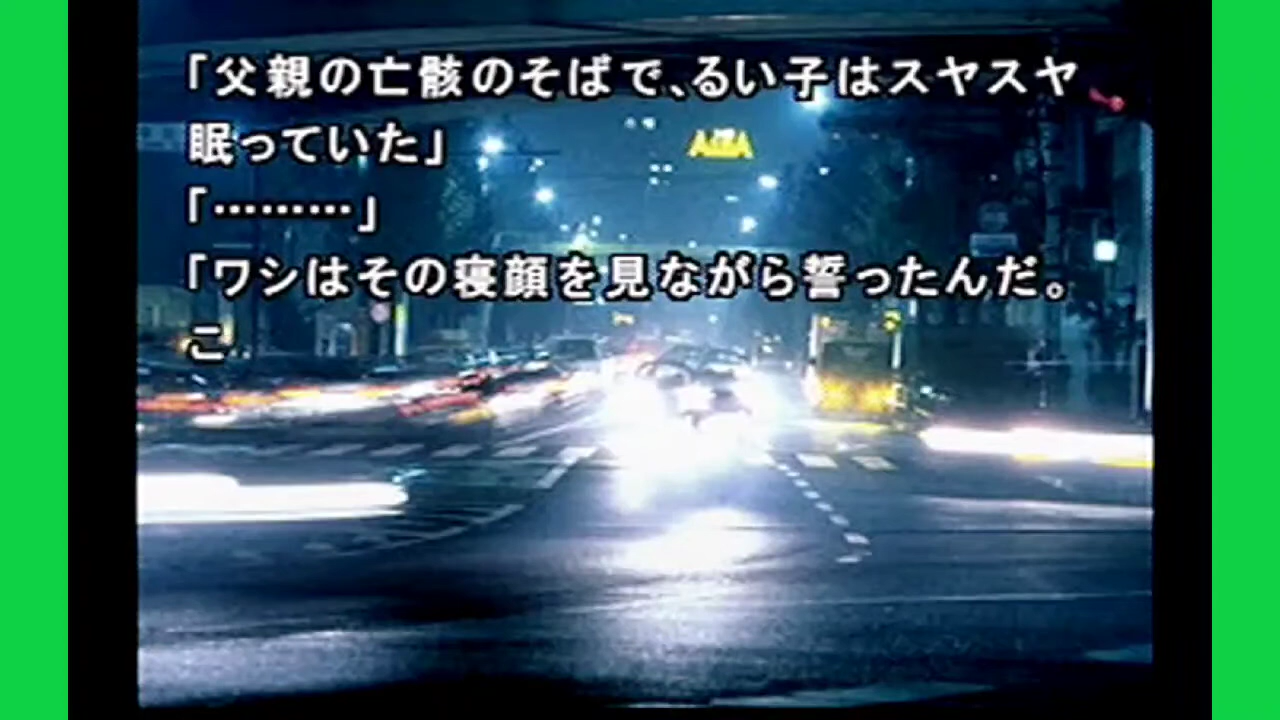 「父親の亡骸のそばで、るい子はスヤスヤ
眠っていた」
「………」
「ワシはその寝顔を見ながら誓ったんだ。
こ